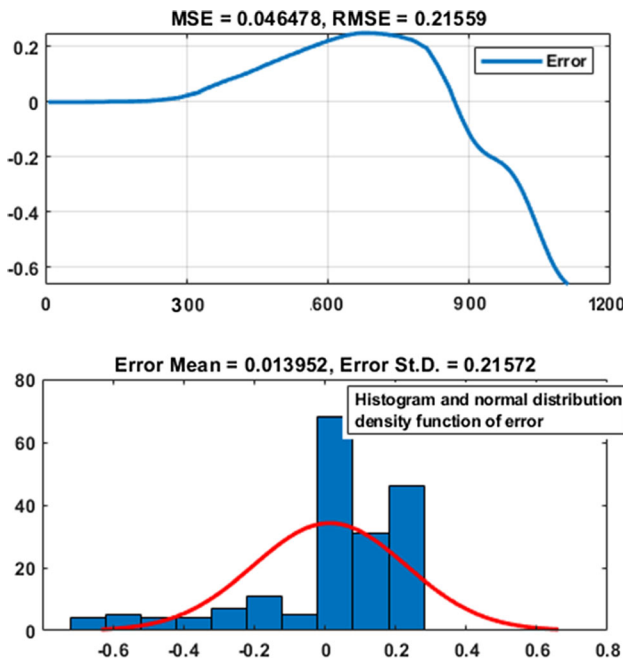 MSE = 0.046478, RMSE = 0.21559
0.2
0
-0.2
-0.4
-0.6
Error
0 300 .600 900 1200
Error Mean = 0.013952, Error St.D. = 0.21572
80
60
40
20
0
Histogram and normal distribution
density function of error
-0.6 -0.4 -0.2 0 0.2 0.4 0.6 0.8